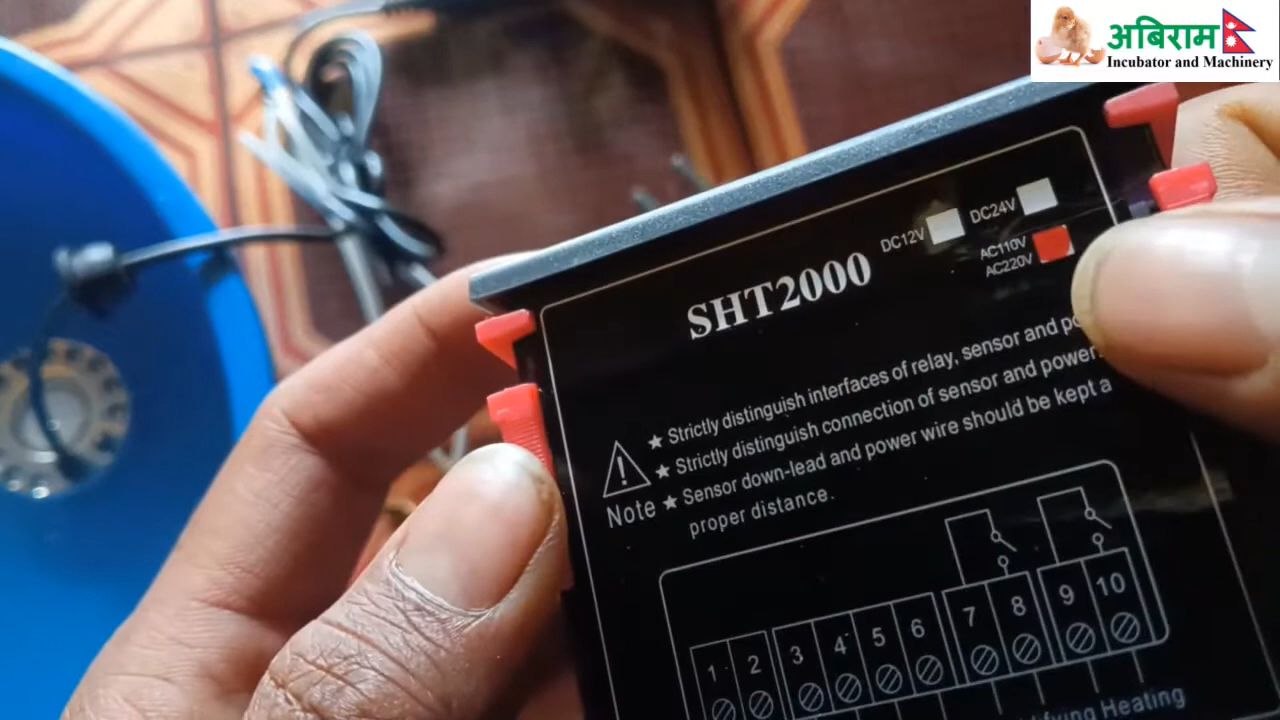 अबिराम
Incubator and Machinery
DC12V
DC24V
AC110V
AC220V
SHT2000
★ Strictly distinguish interfaces of relay, sensor and
★ Strictly distinguish connection of sensor and power.
Note ★ Sensor down-lead and power wire should be kept a
proper distance.
1 2 3 4 5 6 7 8 9 10
Heating